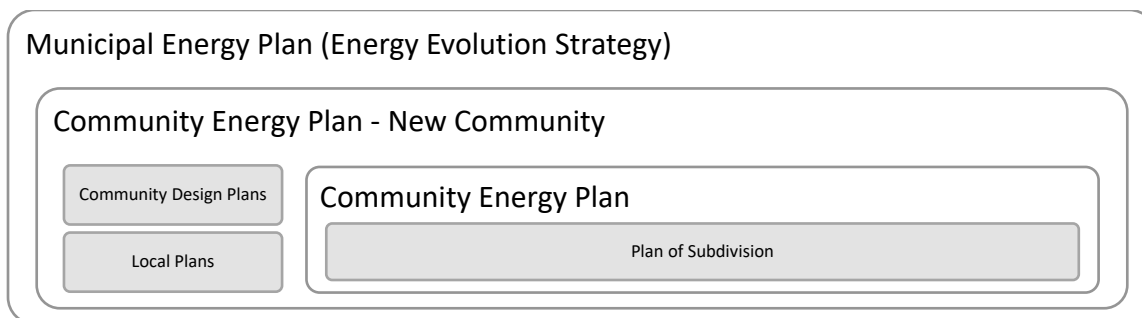 Municipal Energy Plan (Energy Evolution Strategy)
Community Energy Plan - New Community
Community Design Plans
Local Plans
Community Energy Plan
Plan of Subdivision